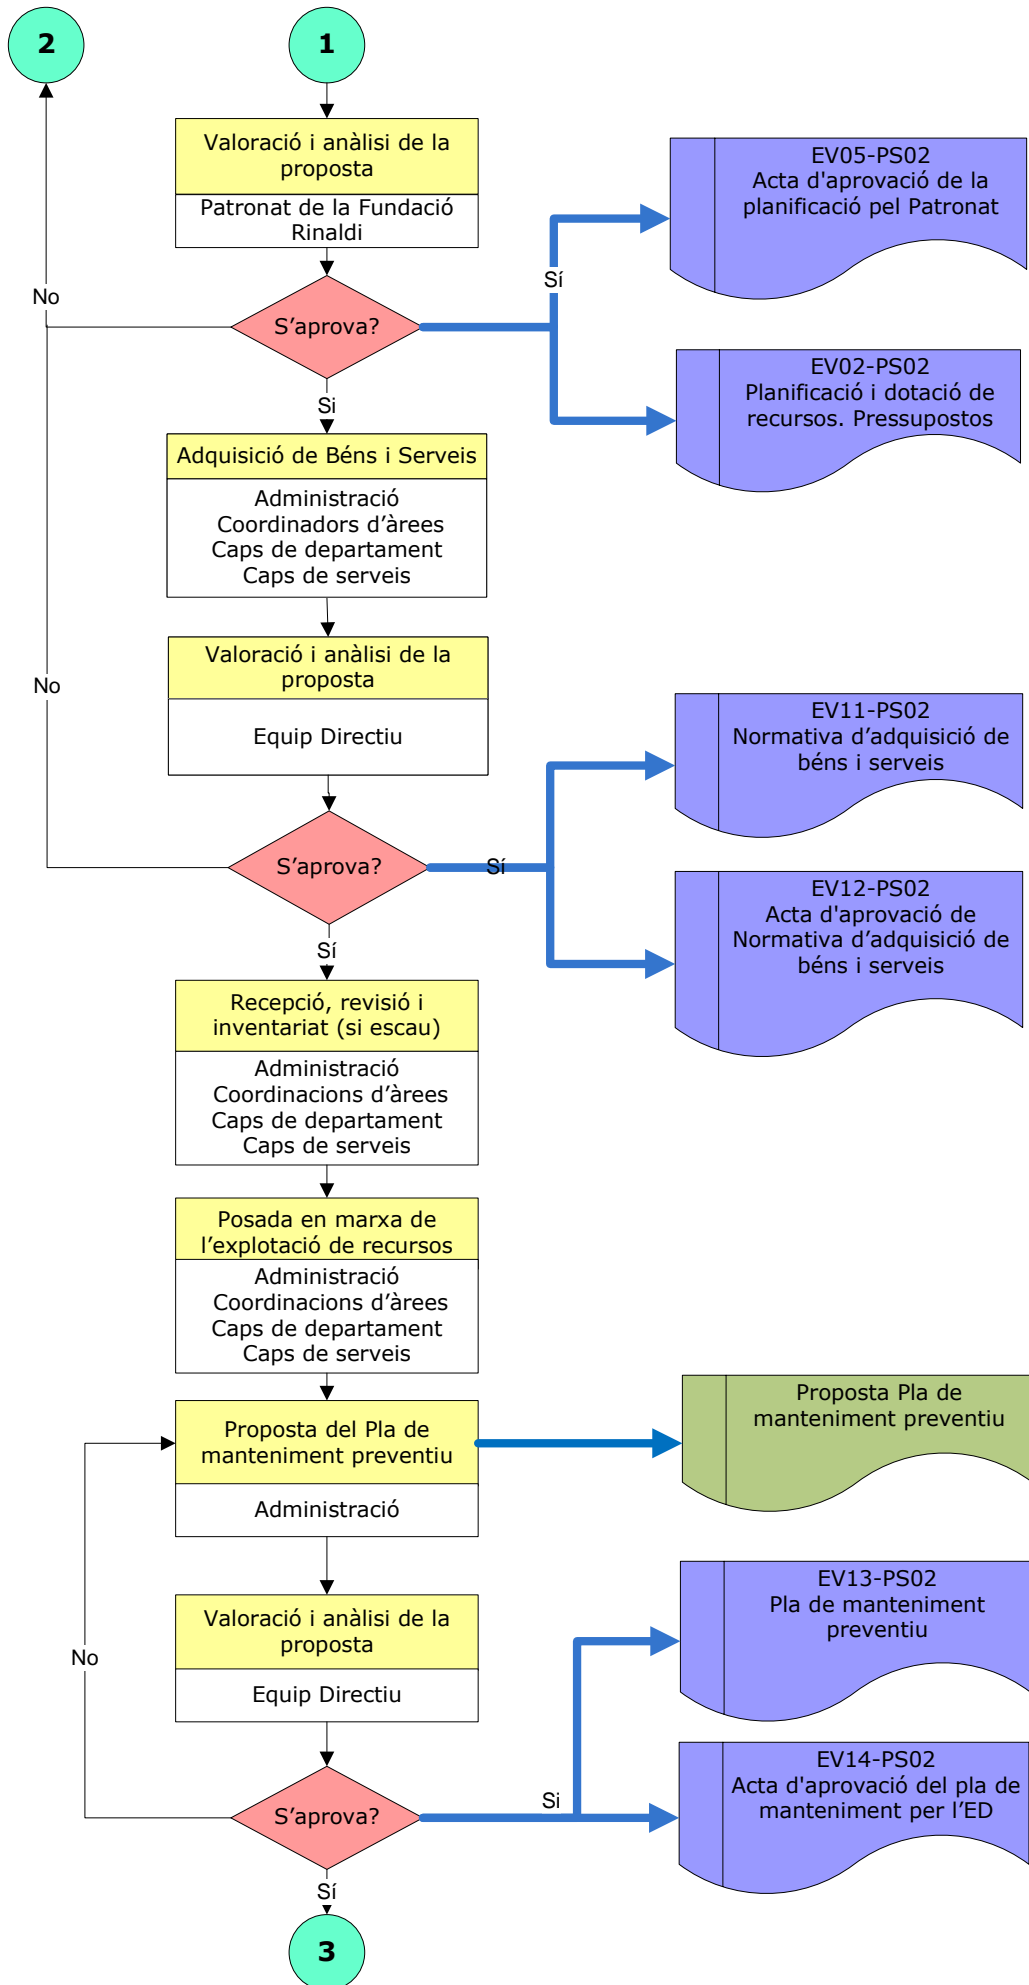 2
1
Valoració i anàlisi de la
proposta
Patronat de la Fundació
Rinaldi
EV05-PS02
Acta d'aprovació de la
planificació pel Patronat
No
S’aprova?
Sí
Si
EV02-PS02
Planificació i dotació de
recursos. Pressupostos
Adquisició de Béns i Serveis
Administració
Coordinadors d’àrees
Caps de departament
Caps de serveis
Valoració i anàlisi de la
proposta
Equip Directiu
No
S’aprova?
Sí
Sí
EV11-PS02
Normativa d’adquisició de
béns i serveis
EV12-PS02
Acta d'aprovació de
Normativa d’adquisició de
béns i serveis
Recepció, revisió i
inventariat (si escau)
Administració
Coordinacions d’àrees
Caps de departament
Caps de serveis
Posada en marxa de
l’explotació de recursos
Administració
Coordinacions d’àrees
Caps de departament
Caps de serveis
Proposta del Pla de
manteniment preventiu
Administració
Proposta Pla de
manteniment preventiu
Valoració i anàlisi de la
proposta
Equip Directiu
No
EV13-PS02
Pla de manteniment
preventiu
S’aprova?
Si
Sí
EV14-PS02
Acta d'aprovació del pla de
manteniment per l’ED
3